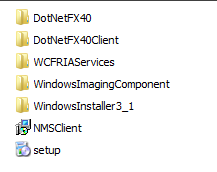 DotNetFX40
DotNetFX40Client
WCFRIAServices
WindowsImagingComponent
WindowsInstaller3_1
NMSClient
setup